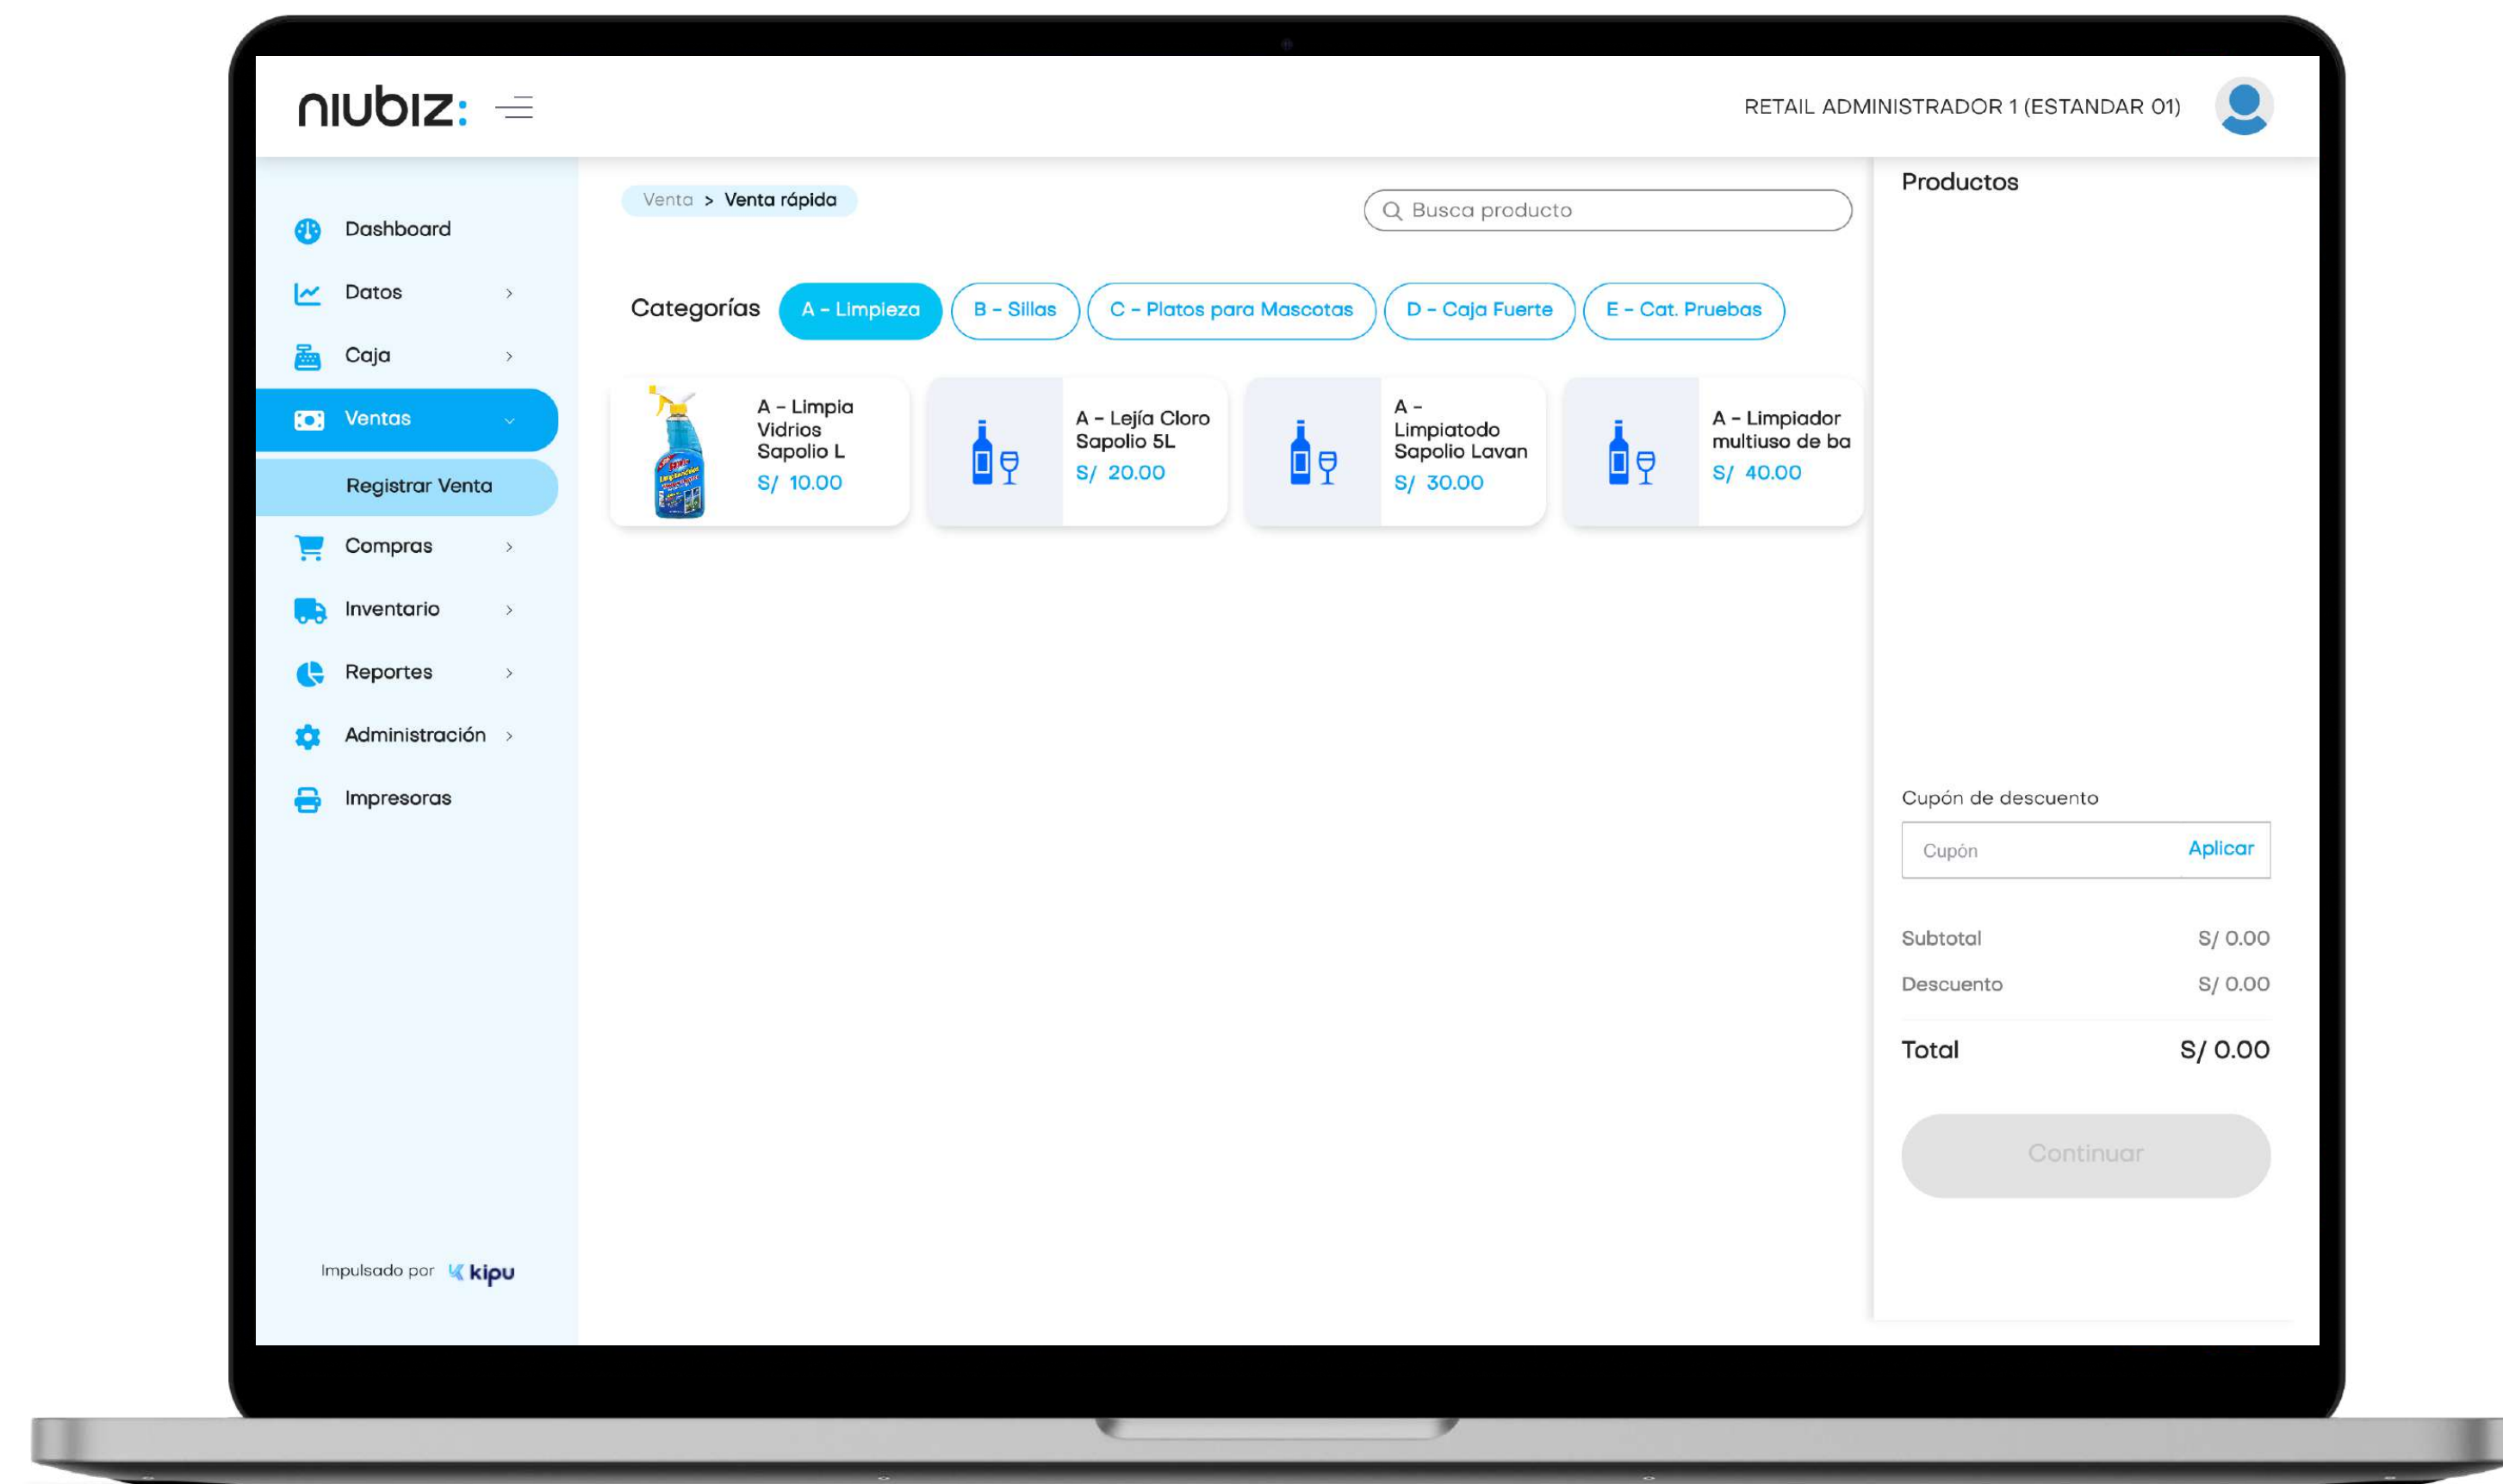 niubiz:
RETAIL ADMINISTRADOR 1 (ESTANDAR 01)
Dashboard
Datos
Caja
Ventas
Registrar Venta
Compras
Inventario
Reportes
Administración
Impresoras
Impulsado por kipu
Venta > Venta rápida
Busca producto
Categorías
A - Limpieza
B - Sillas
C - Platos para Mascotas
D - Caja Fuerte
E - Cat. Pruebas
A - Limpia
Vidrios
Sapolio L
S/ 10.00
A - Lejía Cloro
Sapolio 5L
S/ 20.00
A -
Limpiatodo
Sapolio Lavan
S/ 30.00
A - Limpiador
multiuso de ba
S/ 40.00
Productos
Cupón de descuento
Cupón Aplicar
Subtotal S/ 0.00
Descuento S/ 0.00
Total S/ 0.00
Continuar